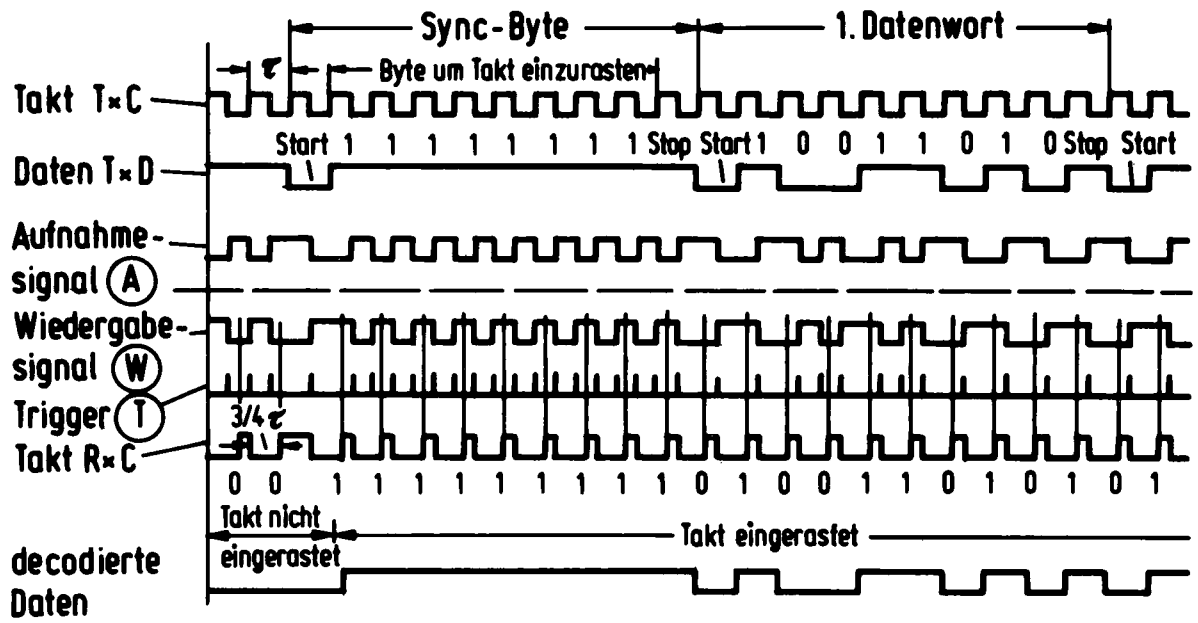 Sync-Byte 1. Datenwort
τ Byte um Takt einzurasten
Takt T×C
Start 1 1 1 1 1 1 1 1 Stop Start 1 0 0 1 1 0 1 0 Stop Start
Daten T×D
Aufnahme-
signal A
Wiedergabe-
signal W
Trigger T
3/4 τ
Takt R×C
0 0 1 1 1 1 1 1 1 1 1 0 1 0 0 1 1 0 1 0 1 0 1
Takt nicht
eingerastet
Takt eingerastet
decodierte
Daten